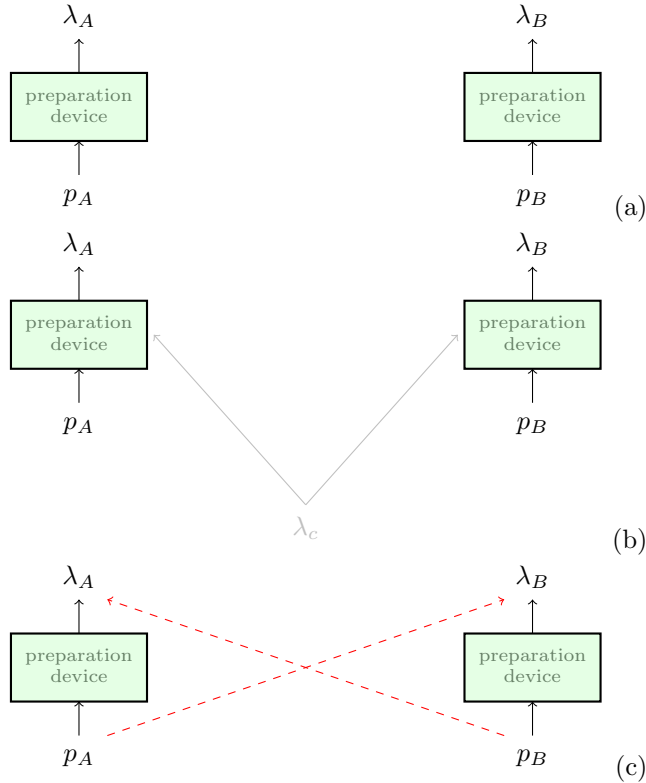 λ_A λ_B
preparation device preparation device
p_A p_B
(a)
λ_A λ_B
preparation device preparation device
p_A p_B
λ_c
(b)
λ_A λ_B
preparation device preparation device
p_A p_B
(c)